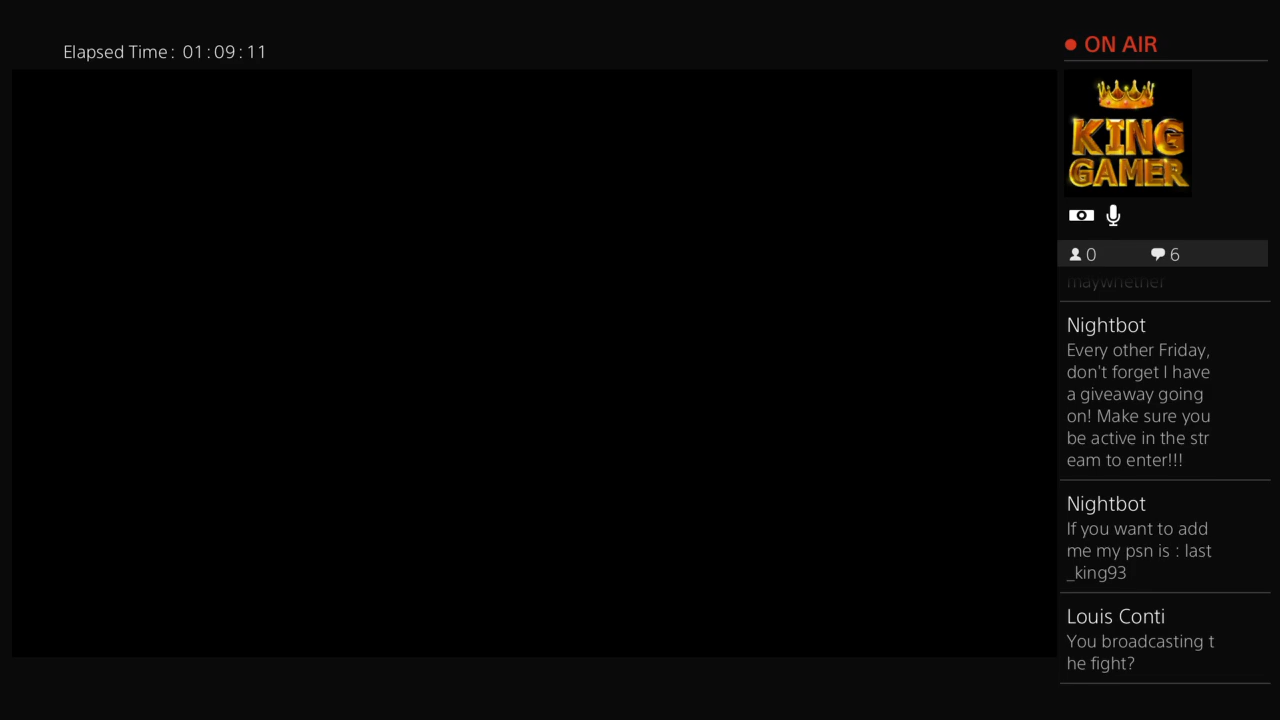 Elapsed Time: 01:09:11
ON AIR
KING
GAMER
0 6
maywhether
Nightbot
Every other Friday,
don't forget I have
a giveaway going
on! Make sure you
be active in the str
eam to enter!!!
Nightbot
If you want to add
me my psn is : last
_king93
Louis Conti
You broadcasting t
he fight?